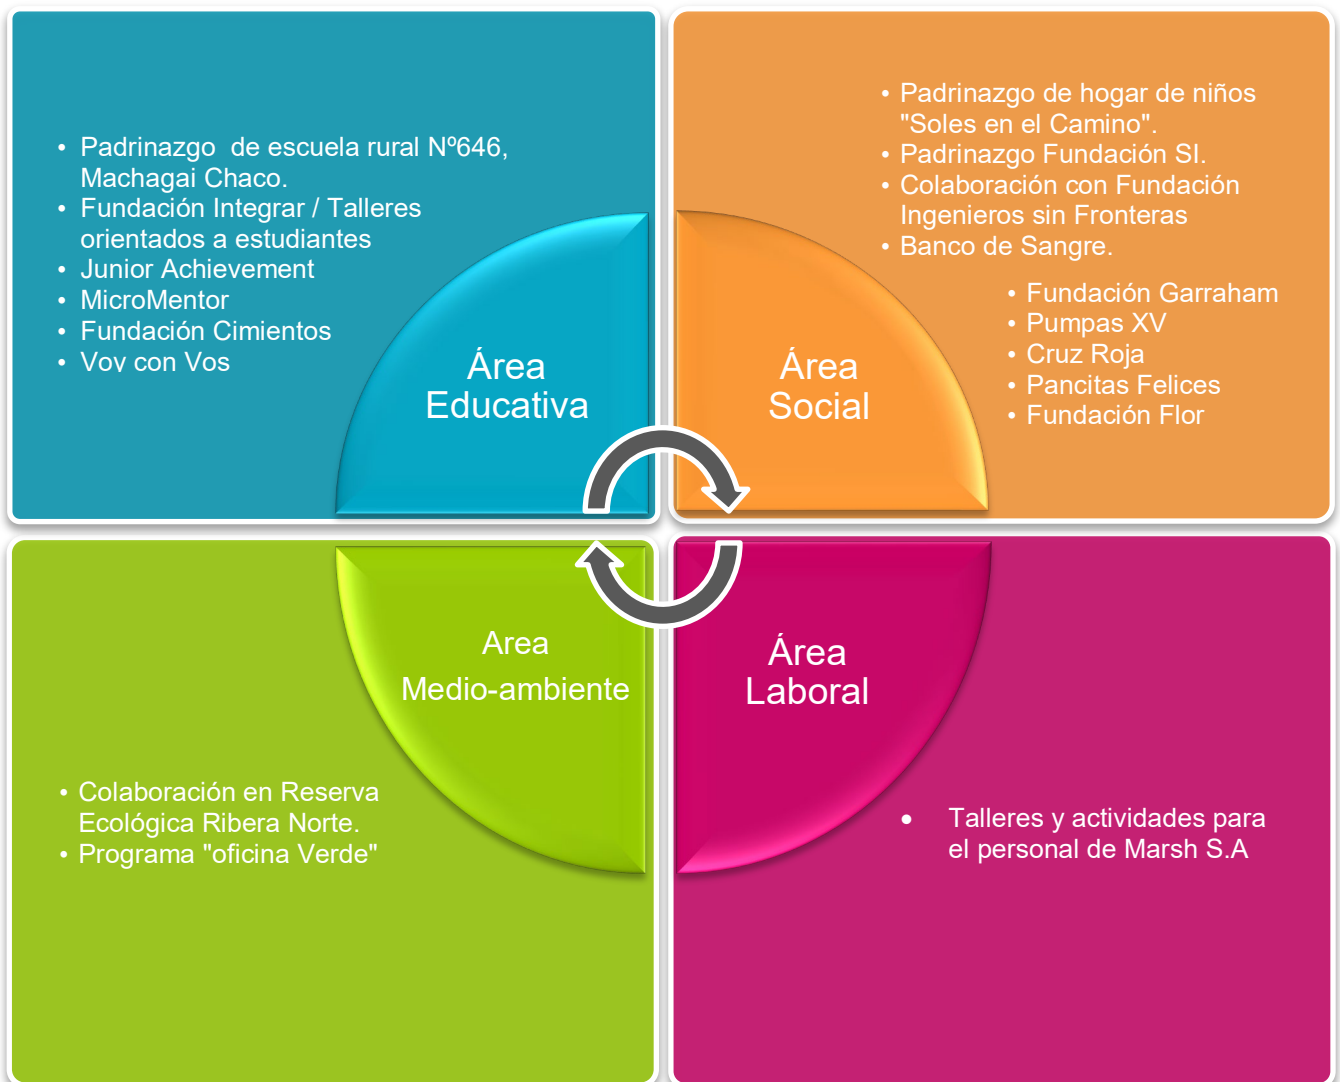 • Padrinazgo de escuela rural Nº646,
Machagai Chaco.
• Fundación Integrar / Talleres
orientados a estudiantes
• Junior Achievement
• MicroMentor
• Fundación Cimientos
• Voy con Vos
Área
Educativa
• Padrinazgo de hogar de niños
"Soles en el Camino".
• Padrinazgo Fundación SI.
• Colaboración con Fundación
Ingenieros sin Fronteras
• Banco de Sangre.
• Fundación Garraham
• Pumpas XV
• Cruz Roja
• Pancitas Felices
• Fundación Flor
Área
Social
Area
Medio-ambiente
• Colaboración en Reserva
Ecológica Ribera Norte.
• Programa "oficina Verde"
Área
Laboral
• Talleres y actividades para
el personal de Marsh S.A